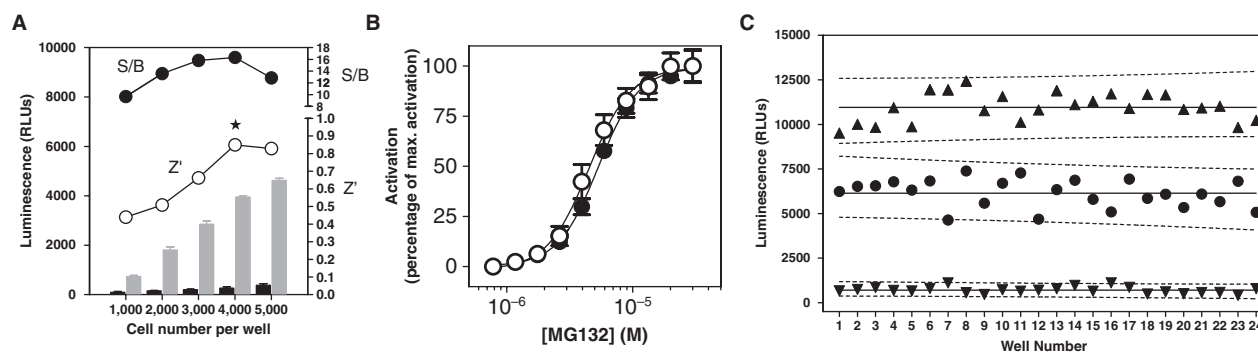 A
10000
8000
6000
4000
2000
0
Luminescence (RLUs)
S/B
Z'
★
18
16
14
12
10
8
S/B
1.0
0.9
0.8
0.7
0.6
0.5
0.4
0.3
0.2
0.1
0.0
Z'
1,000 2,000 3,000 4,000 5,000
Cell number per well
B
Activation
(percentage of max. activation)
100
75
50
25
0
10⁻⁶ 10⁻⁵
[MG132] (M)
C
15000
12500
10000
7500
5000
2500
0
Luminescence (RLUs)
1 2 3 4 5 6 7 8 9 10 11 12 13 14 15 16 17 18 19 20 21 22 23 24
Well Number